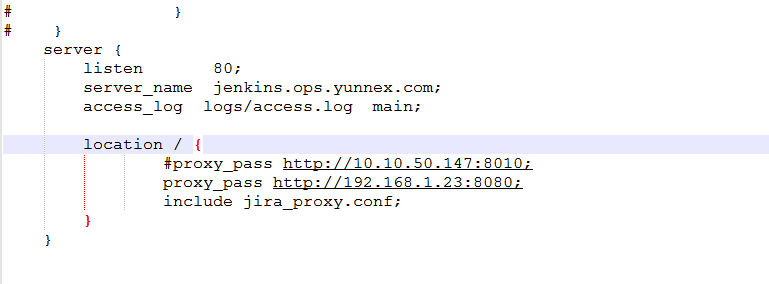 #                 }
#    }
    server {
        listen       80;
        server_name  jenkins.ops.yunnex.com;
        access_log  logs/access.log  main;
        location / {
                #proxy_pass http://10.10.50.147:8010;
                proxy_pass http://192.168.1.23:8080;
                include jira_proxy.conf;
        }
    }